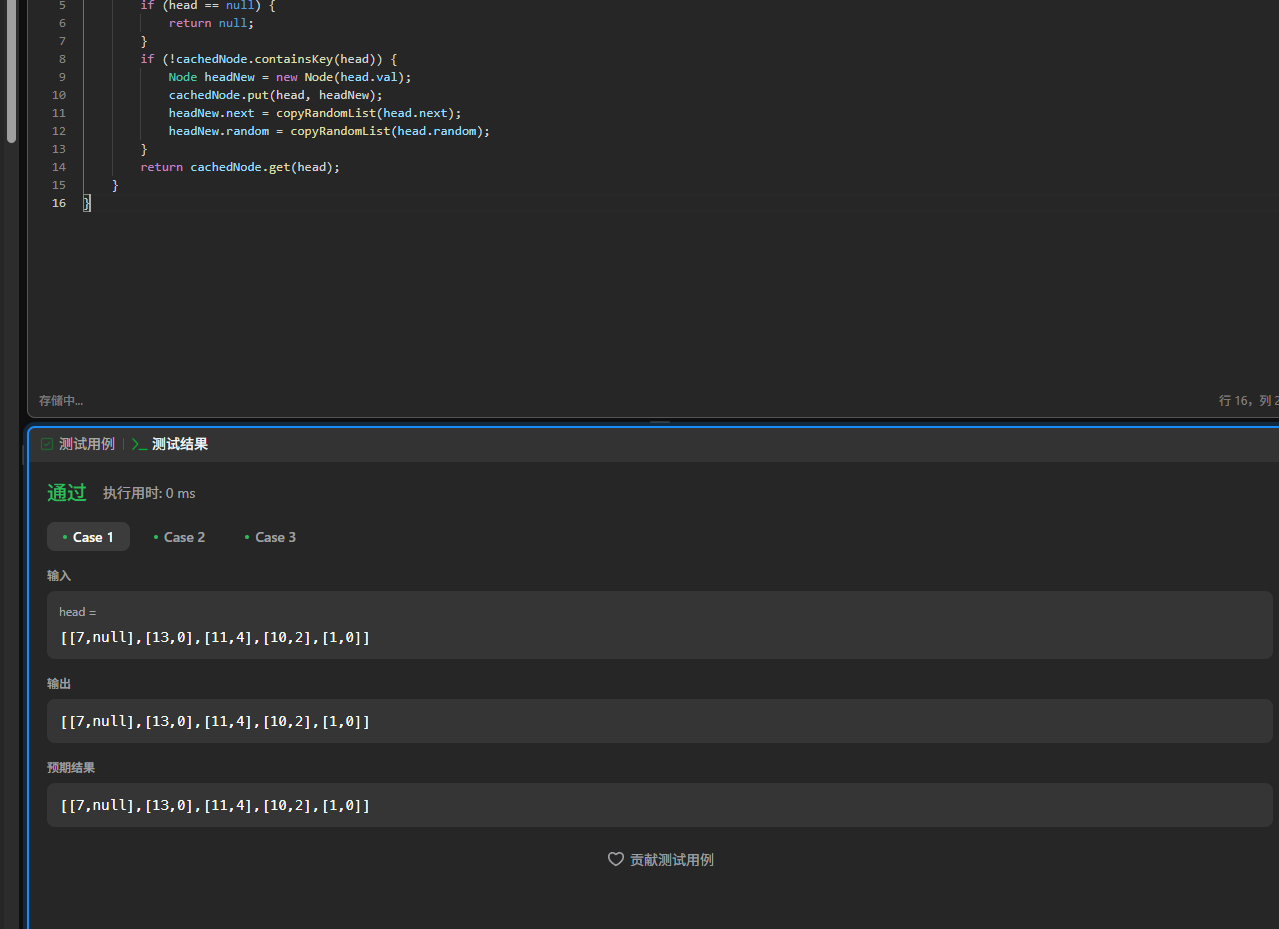 5 if (head == null) {
6 return null;
7 }
8 if (!cachedNode.containsKey(head)) {
9 Node headNew = new Node(head.val);
10 cachedNode.put(head, headNew);
11 headNew.next = copyRandomList(head.next);
12 headNew.random = copyRandomList(head.random);
13 }
14 return cachedNode.get(head);
15 }
16 }
存储中...
行 16，列 2
测试用例 | >_ 测试结果
通过 执行用时: 0 ms
• Case 1 • Case 2 • Case 3
输入
head =
[[7,null],[13,0],[11,4],[10,2],[1,0]]
输出
[[7,null],[13,0],[11,4],[10,2],[1,0]]
预期结果
[[7,null],[13,0],[11,4],[10,2],[1,0]]
贡献测试用例